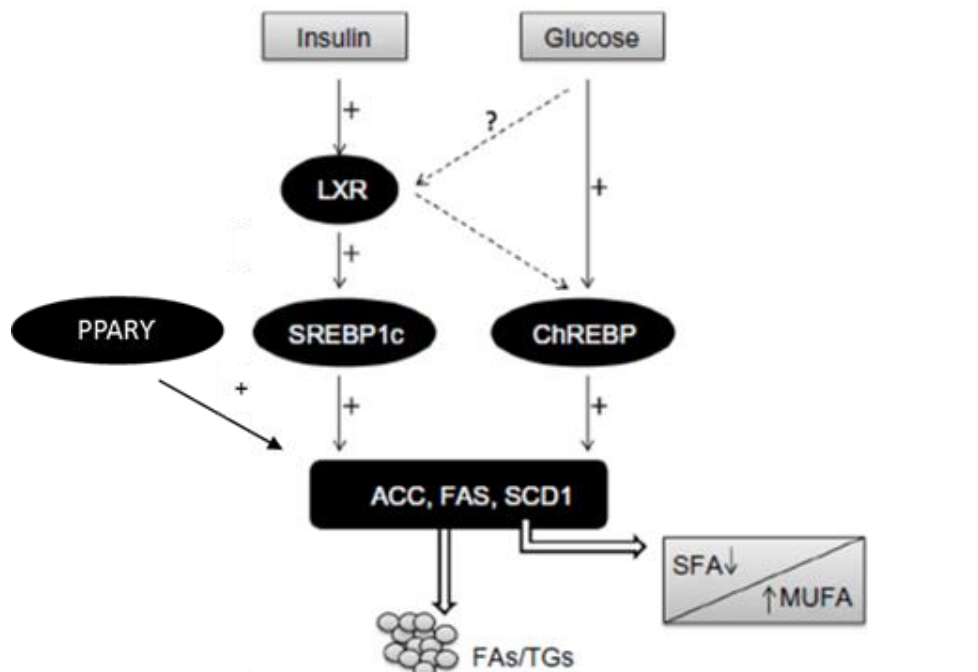 Insulin
Glucose
+
?
LXR
+
+
PPARY
SREBP1c
ChREBP
+
+
+
ACC, FAS, SCD1
SFA↓
↑MUFA
FAs/TGs